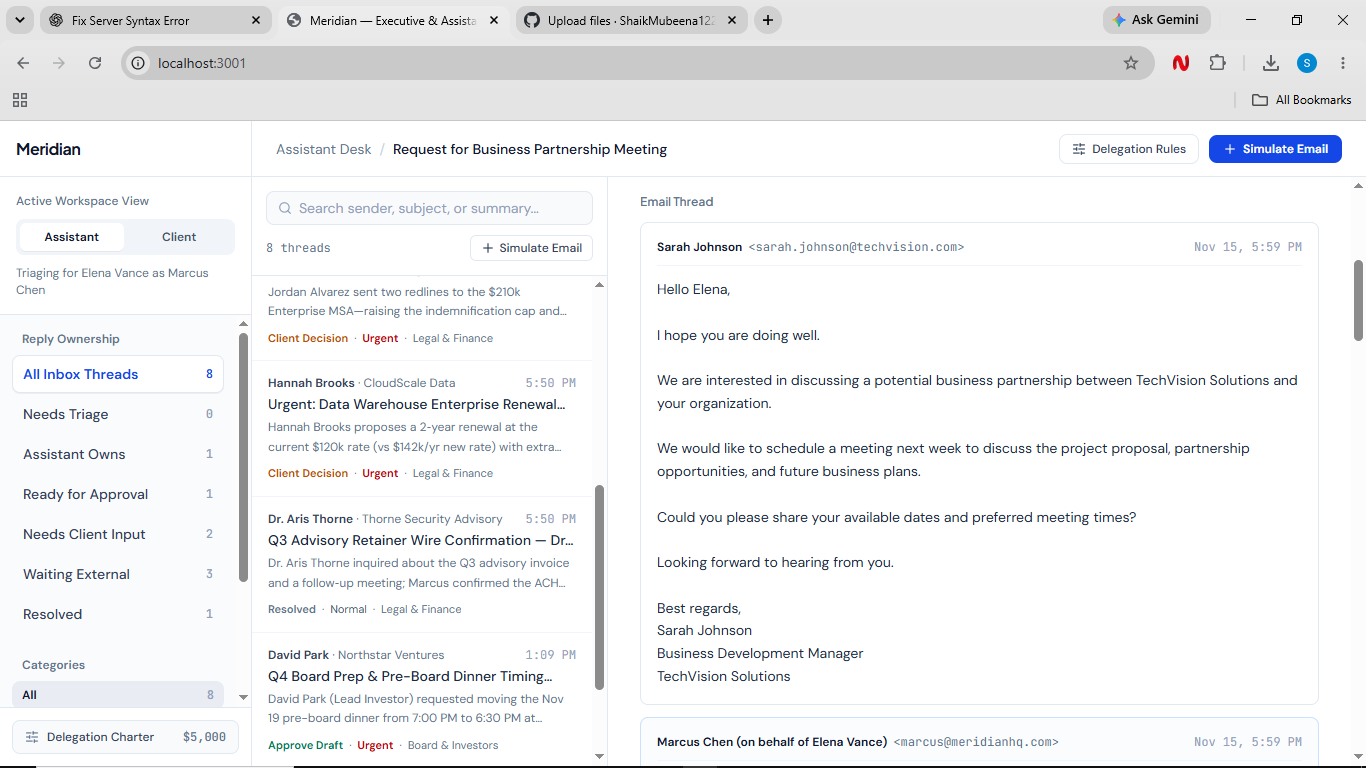 Fix Server Syntax Error
Meridian — Executive & Assista
Upload files · ShaikMubeena122
Ask Gemini
localhost:3001
S
All Bookmarks
Meridian
Assistant Desk / Request for Business Partnership Meeting
Delegation Rules
+ Simulate Email
Active Workspace View
Assistant
Client
Triaging for Elena Vance as Marcus
Chen
Reply Ownership
All Inbox Threads 8
Needs Triage 0
Assistant Owns 1
Ready for Approval 1
Needs Client Input 2
Waiting External 3
Resolved 1
Categories
All 8
Delegation Charter $5,000
Search sender, subject, or summary...
8 threads
+ Simulate Email
Jordan Alvarez sent two redlines to the $210k
Enterprise MSA—raising the indemnification cap and…
Client Decision · Urgent · Legal & Finance
Hannah Brooks · CloudScale Data 5:50 PM
Urgent: Data Warehouse Enterprise Renewal…
Hannah Brooks proposes a 2-year renewal at the
current $120k rate (vs $142k/yr new rate) with extra…
Client Decision · Urgent · Legal & Finance
Dr. Aris Thorne · Thorne Security Advisory 5:50 PM
Q3 Advisory Retainer Wire Confirmation — Dr…
Dr. Aris Thorne inquired about the Q3 advisory invoice
and a follow-up meeting; Marcus confirmed the ACH…
Resolved · Normal · Legal & Finance
David Park · Northstar Ventures 1:09 PM
Q4 Board Prep & Pre-Board Dinner Timing…
David Park (Lead Investor) requested moving the Nov
19 pre-board dinner from 7:00 PM to 6:30 PM at…
Approve Draft · Urgent · Board & Investors
Email Thread
Sarah Johnson <sarah.johnson@techvision.com> Nov 15, 5:59 PM
Hello Elena,
I hope you are doing well.
We are interested in discussing a potential business partnership between TechVision Solutions and
your organization.
We would like to schedule a meeting next week to discuss the project proposal, partnership
opportunities, and future business plans.
Could you please share your available dates and preferred meeting times?
Looking forward to hearing from you.
Best regards,
Sarah Johnson
Business Development Manager
TechVision Solutions
Marcus Chen (on behalf of Elena Vance) <marcus@meridianhq.com> Nov 15, 5:59 PM